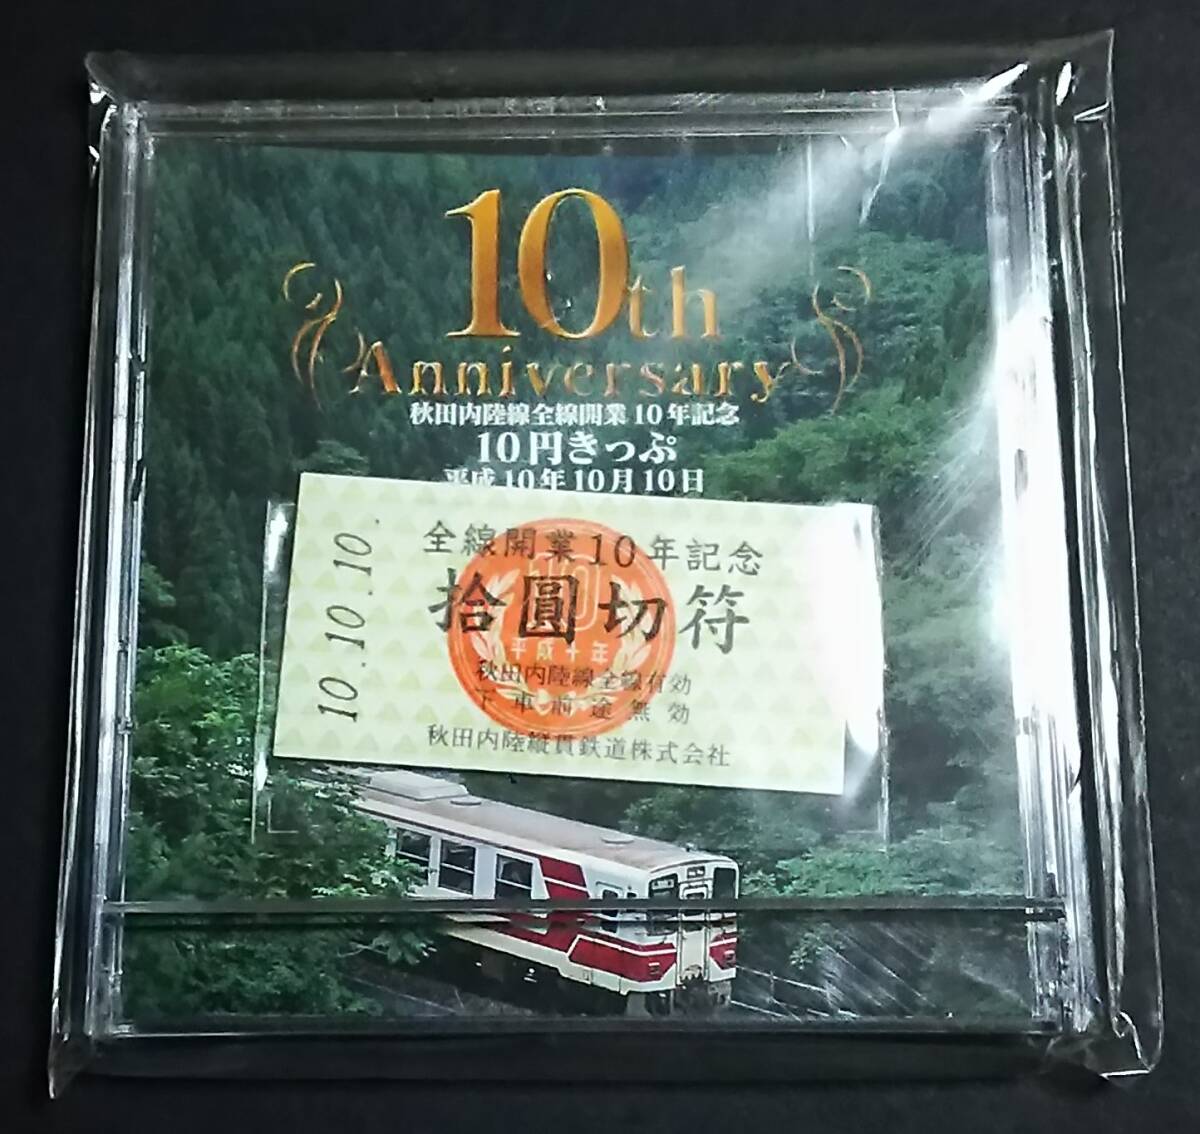 10th
Anniversary
秋田内陸線全線開業10年記念
10円きっぷ
平成10年10月10日
10.10.10.
全線開業10年記念
拾圓切符
10
平成十年
秋田内陸線全線有効
下車前途無効
秋田内陸縦貫鉄道株式会社